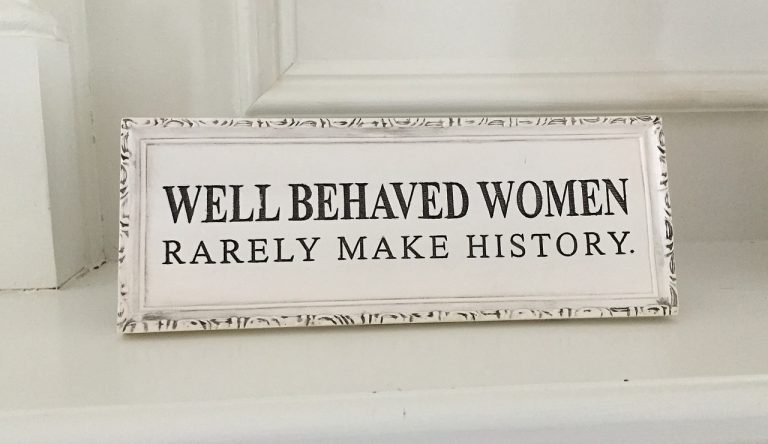 WELL BEHAVED WOMEN
RARELY MAKE HISTORY.